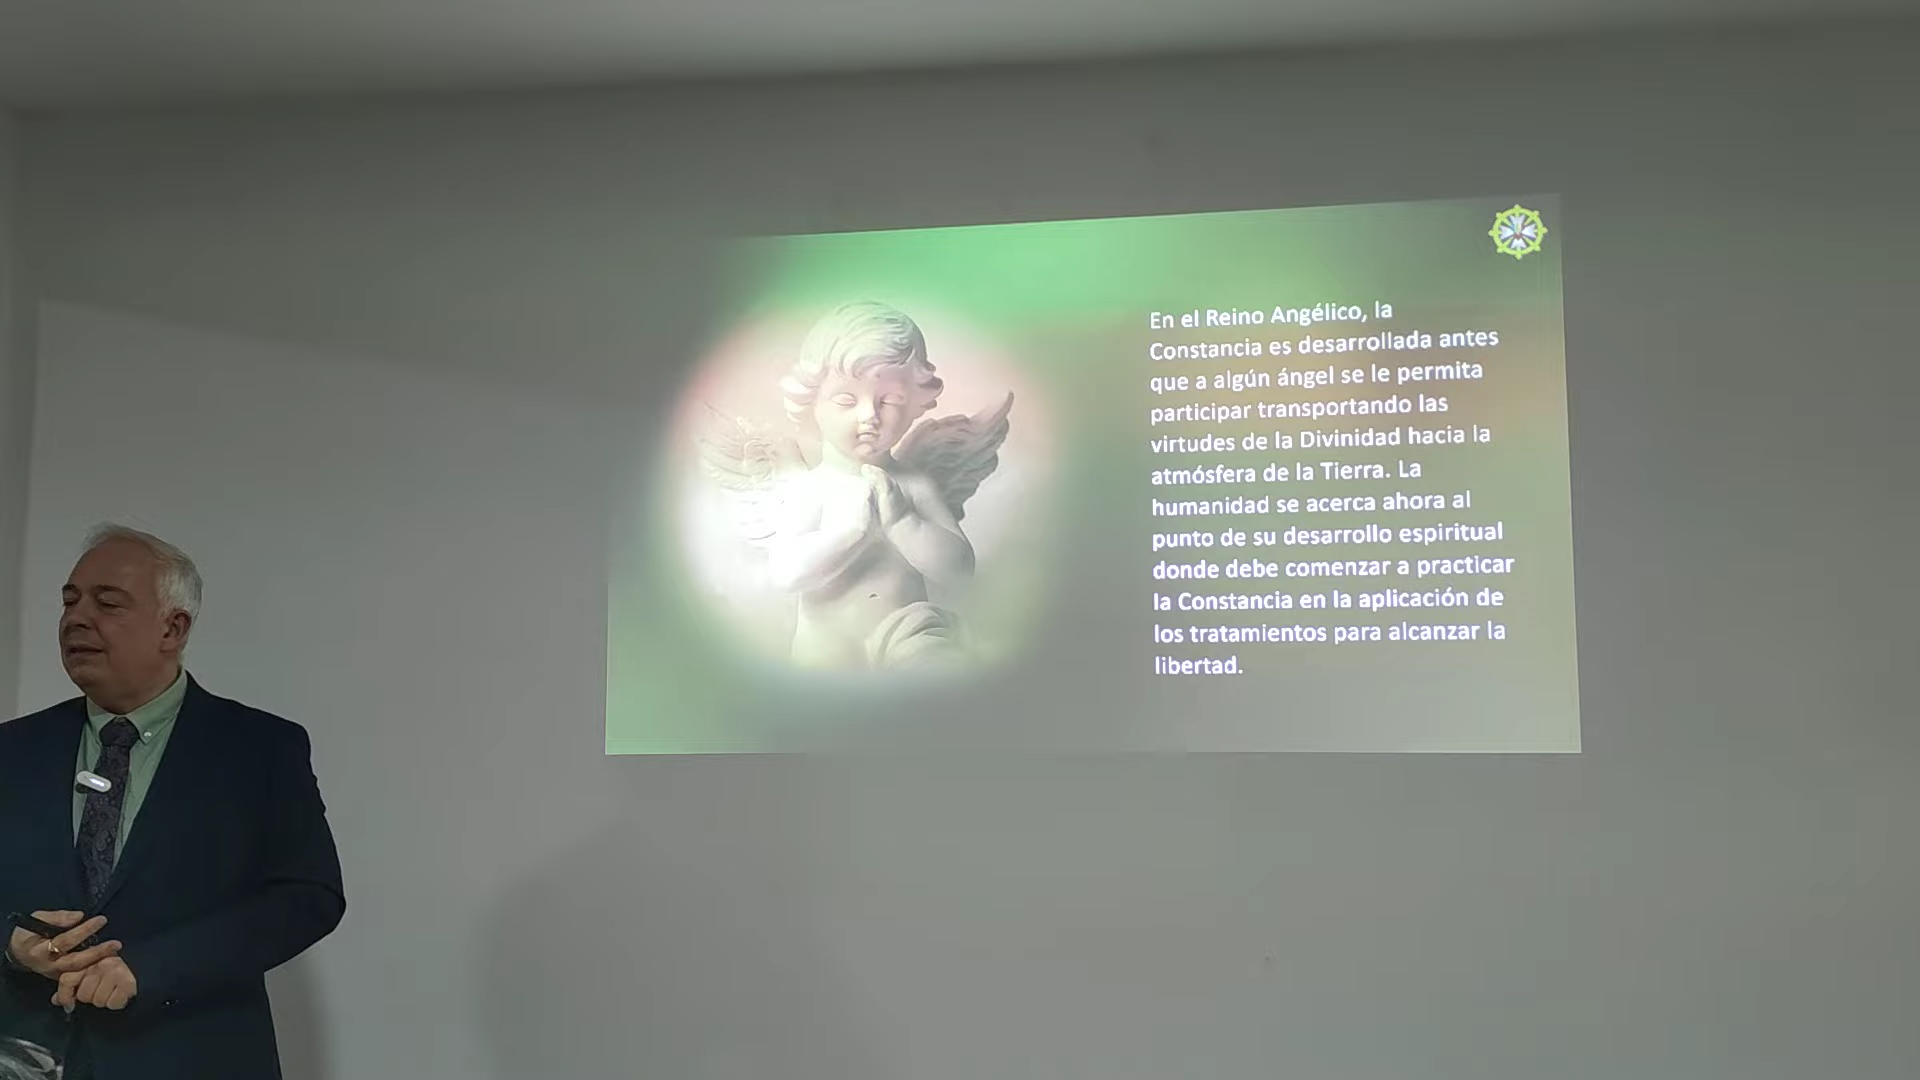 En el Reino Angélico, la
Constancia es desarrollada antes
que a algún ángel se le permita
participar transportando las
virtudes de la Divinidad hacia la
atmósfera de la Tierra. La
humanidad se acerca ahora al
punto de su desarrollo espiritual
donde debe comenzar a practicar
la Constancia en la aplicación de
los tratamientos para alcanzar la
libertad.